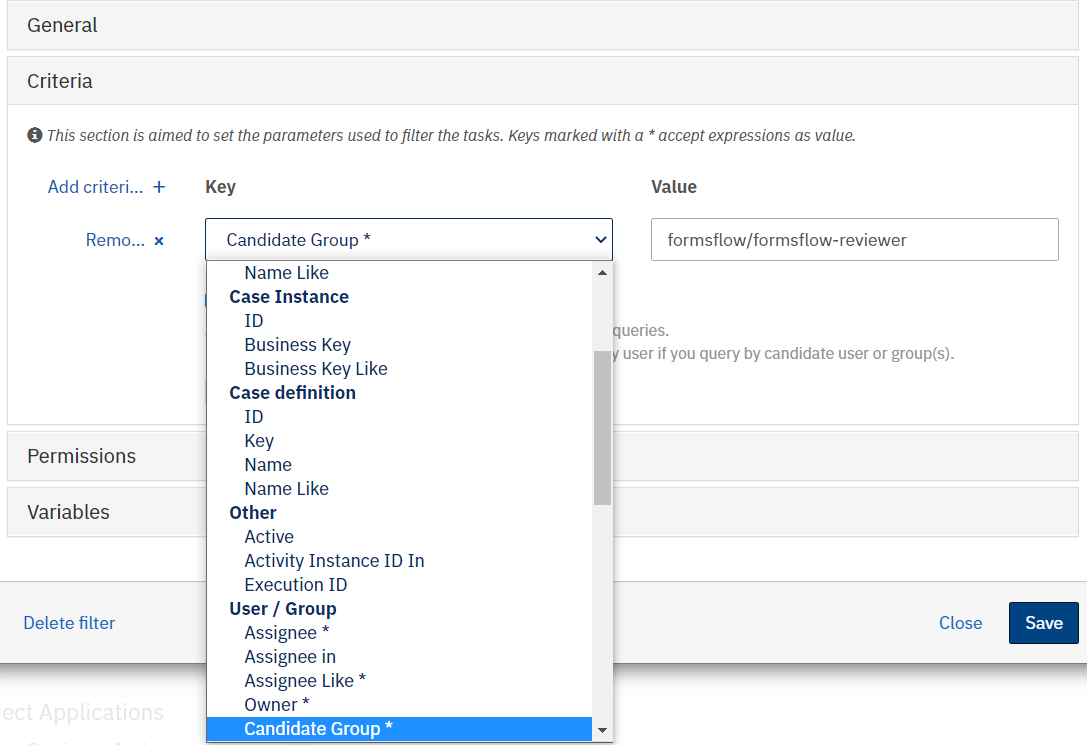 General
Criteria
This section is aimed to set the parameters used to filter the tasks. Keys marked with a * accept expressions as value.
Add criteri... +
Key
Value
Remo... ×
Candidate Group *
formsflow/formsflow-reviewer
Name Like
Case Instance
ID
Business Key
Business Key Like
Case definition
ID
Key
Name
Name Like
Other
Active
Activity Instance ID In
Execution ID
User / Group
Assignee *
Assignee in
Assignee Like *
Owner *
Candidate Group *
queries.
y user if you query by candidate user or group(s).
Permissions
Variables
Delete filter
Close
Save
ect Applications